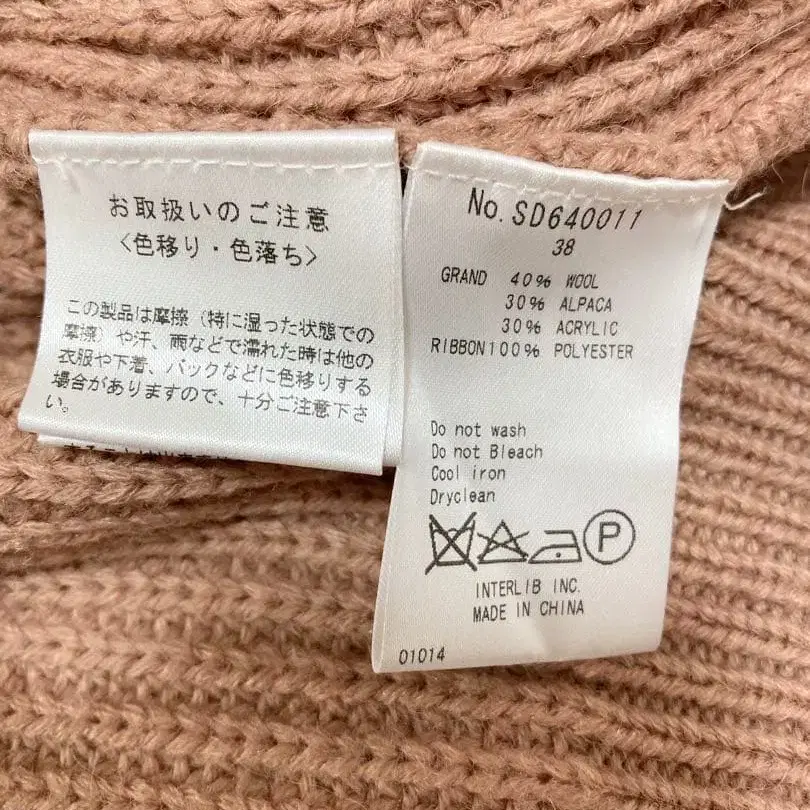 お取扱いのご注意
<色移り・色落ち>
この製品は摩擦(特に湿った状態での
摩擦)や汗、雨などで濡れた時は他の
衣服や下着、バックなどに色移りする
場合がありますので、十分ご注意下さ
い。
No.SD640011
38
GRAND 40% WOOL
30% ALPACA
30% ACRYLIC
RIBBON100% POLYESTER
Do not wash
Do not Bleach
Cool iron
Dryclean
P
INTERLIB INC.
MADE IN CHINA
01014